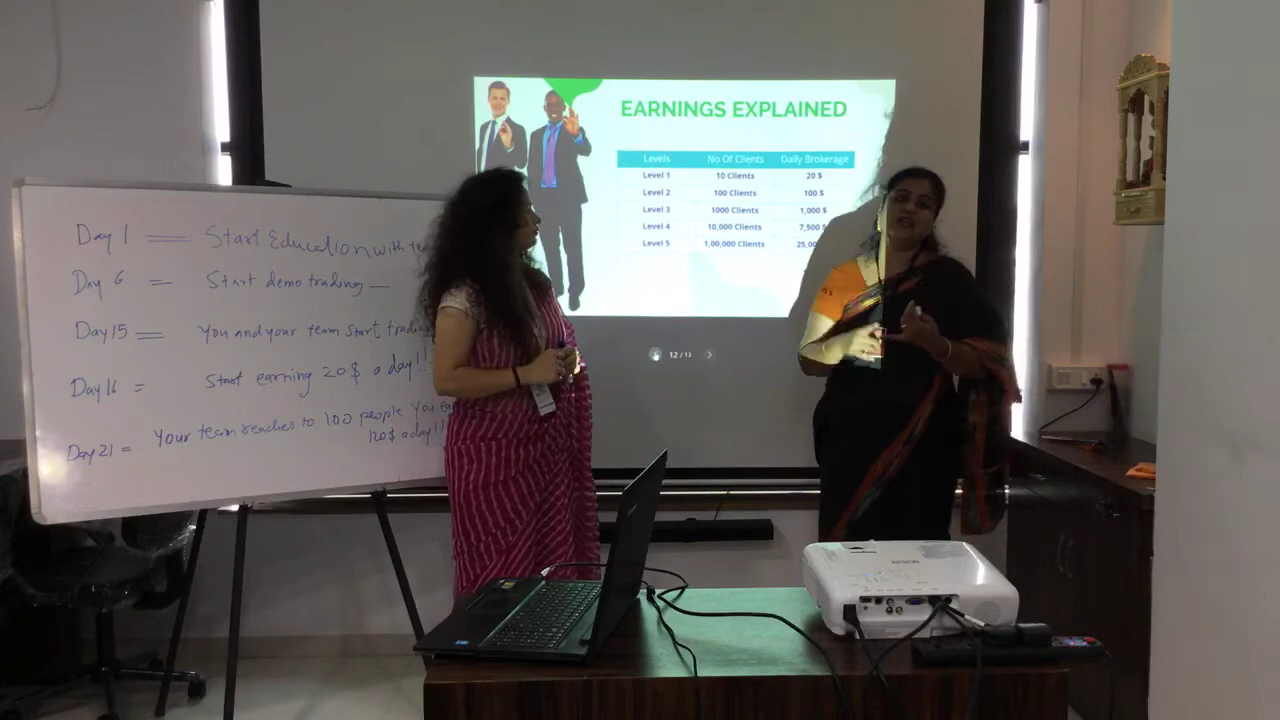 Day 1 = Start Education with
Day 6 = Start demo trading
Day 15 = You and your team start
Day 16 = Start earning 20$ a day!!
Day 21 = Your team reaches to 100 people You
120$ a day!!
EARNINGS EXPLAINED
Levels No Of Clients Daily Brokerage
Level 1 10 Clients 20 $
Level 2 100 Clients 100 $
Level 3 1000 Clients 1,000 $
Level 4 10,000 Clients 7,500 $
Level 5 1,00,000 Clients
12 / 13
EPSON